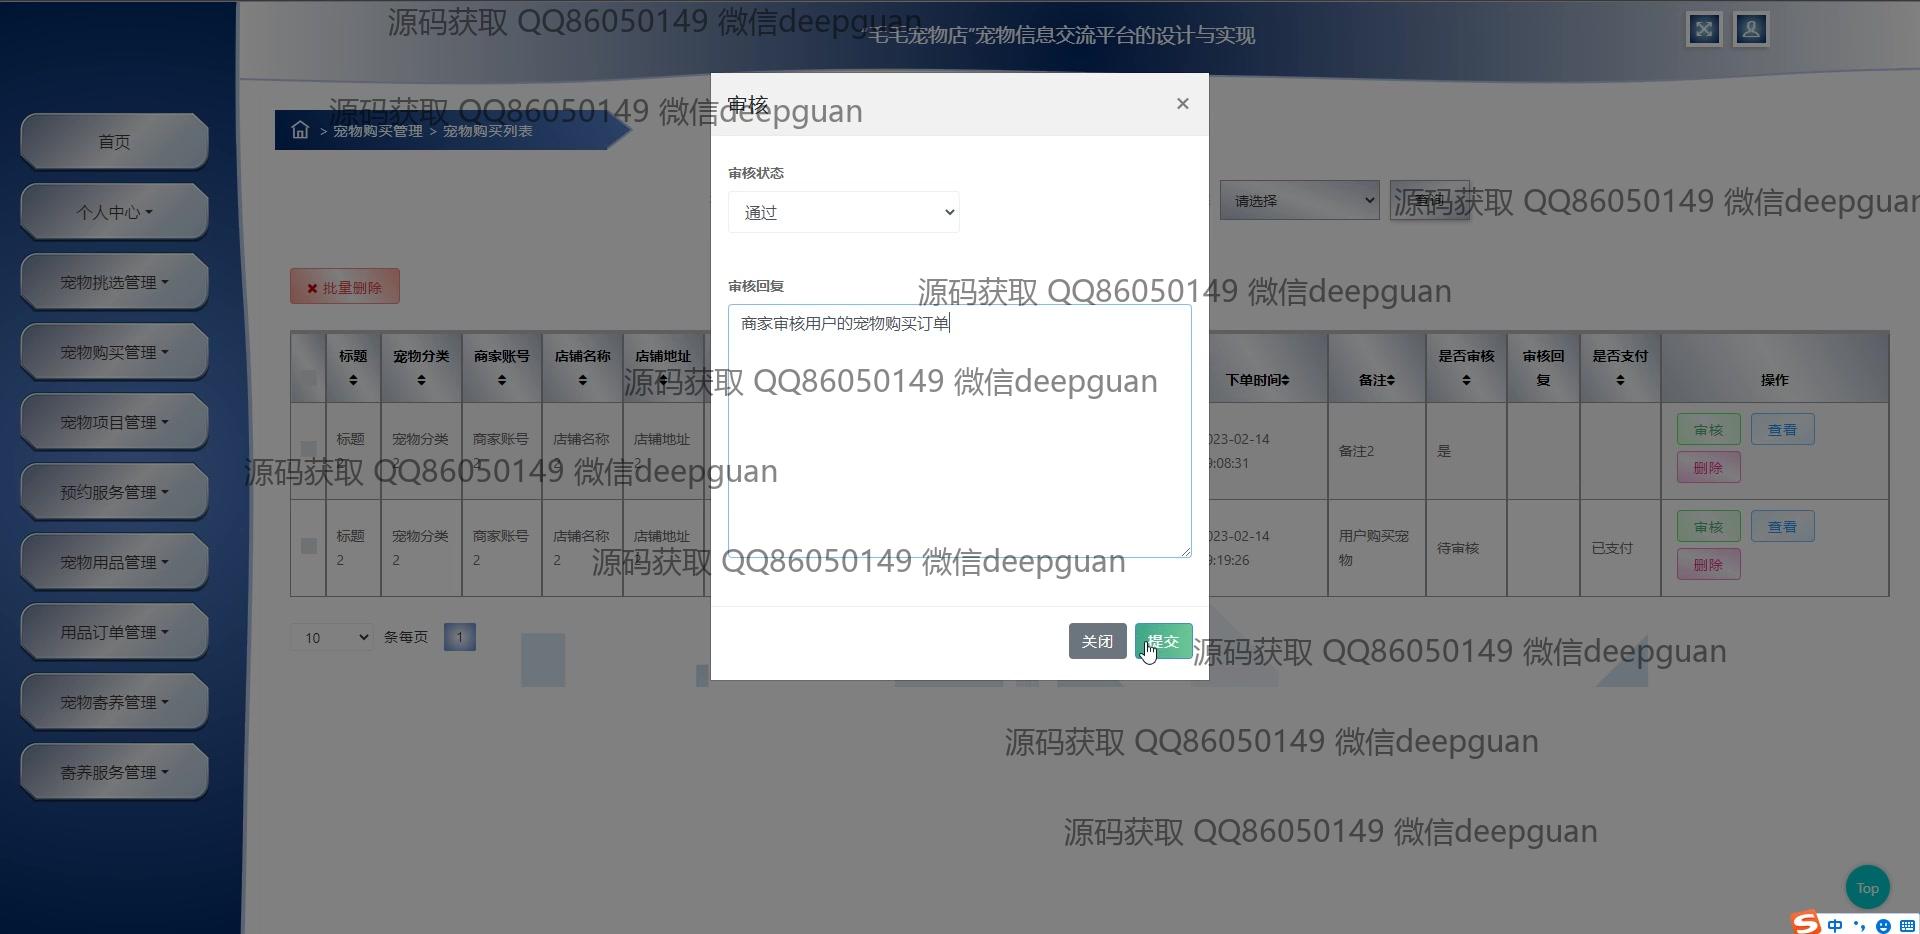 源码获取 QQ86050149 微信deepguan
“毛毛宠物店”宠物信息交流平台的设计与实现
审核
×
源码获取 QQ86050149 微信deepguan
> 宠物购买管理 > 宠物购买列表
首页
个人中心
宠物挑选管理
宠物购买管理
宠物项目管理
预约服务管理
宠物用品管理
用品订单管理
宠物寄养管理
寄养服务管理
审核状态
通过
请选择
源码获取 QQ86050149 微信deepguan
批量删除
审核回复
源码获取 QQ86050149 微信deepguan
商家审核用户的宠物购买订单
标题 宠物分类 商家账号 店铺名称 店铺地址 下单时间 备注 是否审核 审核回复 是否支付 操作
源码获取 QQ86050149 微信deepguan
标题2 宠物分类2 商家账号2 店铺名称2 店铺地址2 023-02-14 9:08:31 备注2 是 审核 查看 删除
源码获取 QQ86050149 微信deepguan
标题2 宠物分类2 商家账号2 店铺名称2 店铺地址2 023-02-14 9:19:26 用户购买宠物 待审核 已支付 审核 查看 删除
源码获取 QQ86050149 微信deepguan
10 条每页 1
关闭 提交
源码获取 QQ86050149 微信deepguan
源码获取 QQ86050149 微信deepguan
源码获取 QQ86050149 微信deepguan
Top
中